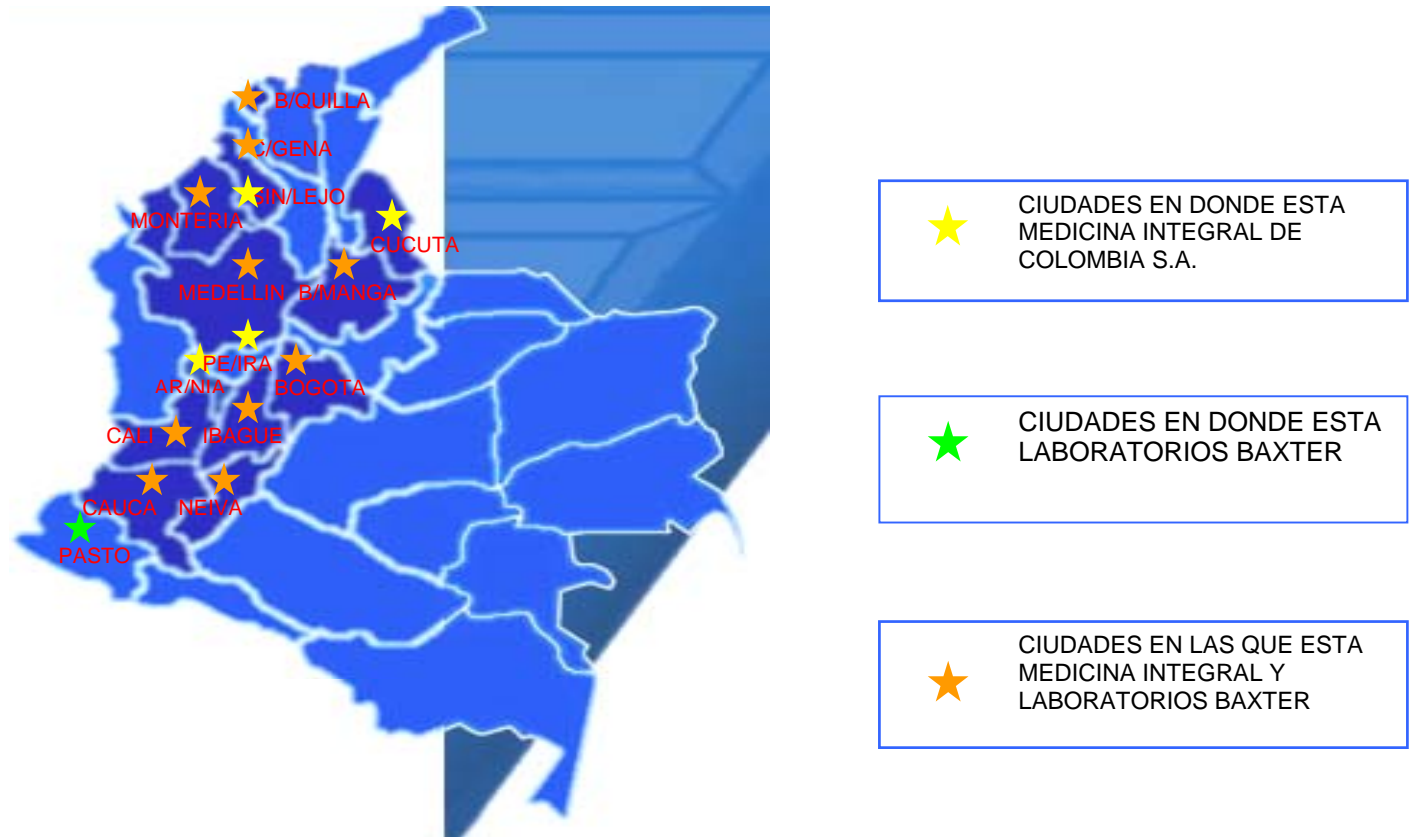 B/QUILLA
C/GENA
SIN/LEJO
MONTERIA
CUCUTA
MEDELLIN B/MANGA
PE/IRA
AR/NIA BOGOTA
CALI IBAGUE
CAUCA NEIVA
PASTO
CIUDADES EN DONDE ESTA
MEDICINA INTEGRAL DE
COLOMBIA S.A.
CIUDADES EN DONDE ESTA
LABORATORIOS BAXTER
CIUDADES EN LAS QUE ESTA
MEDICINA INTEGRAL Y
LABORATORIOS BAXTER